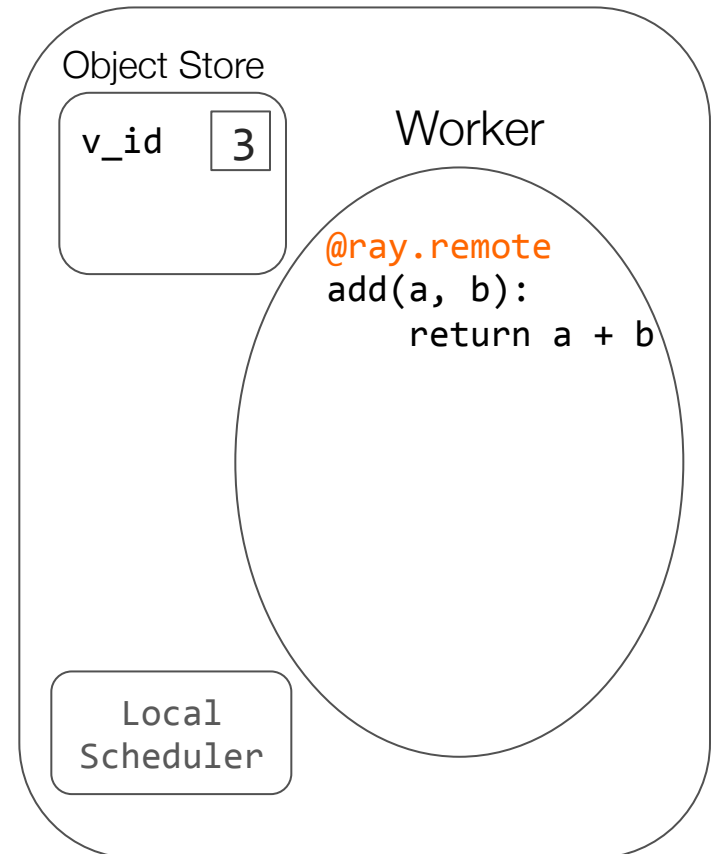 Object Store
v_id 3
Worker
@ray.remote
add(a, b):
    return a + b
Local
Scheduler